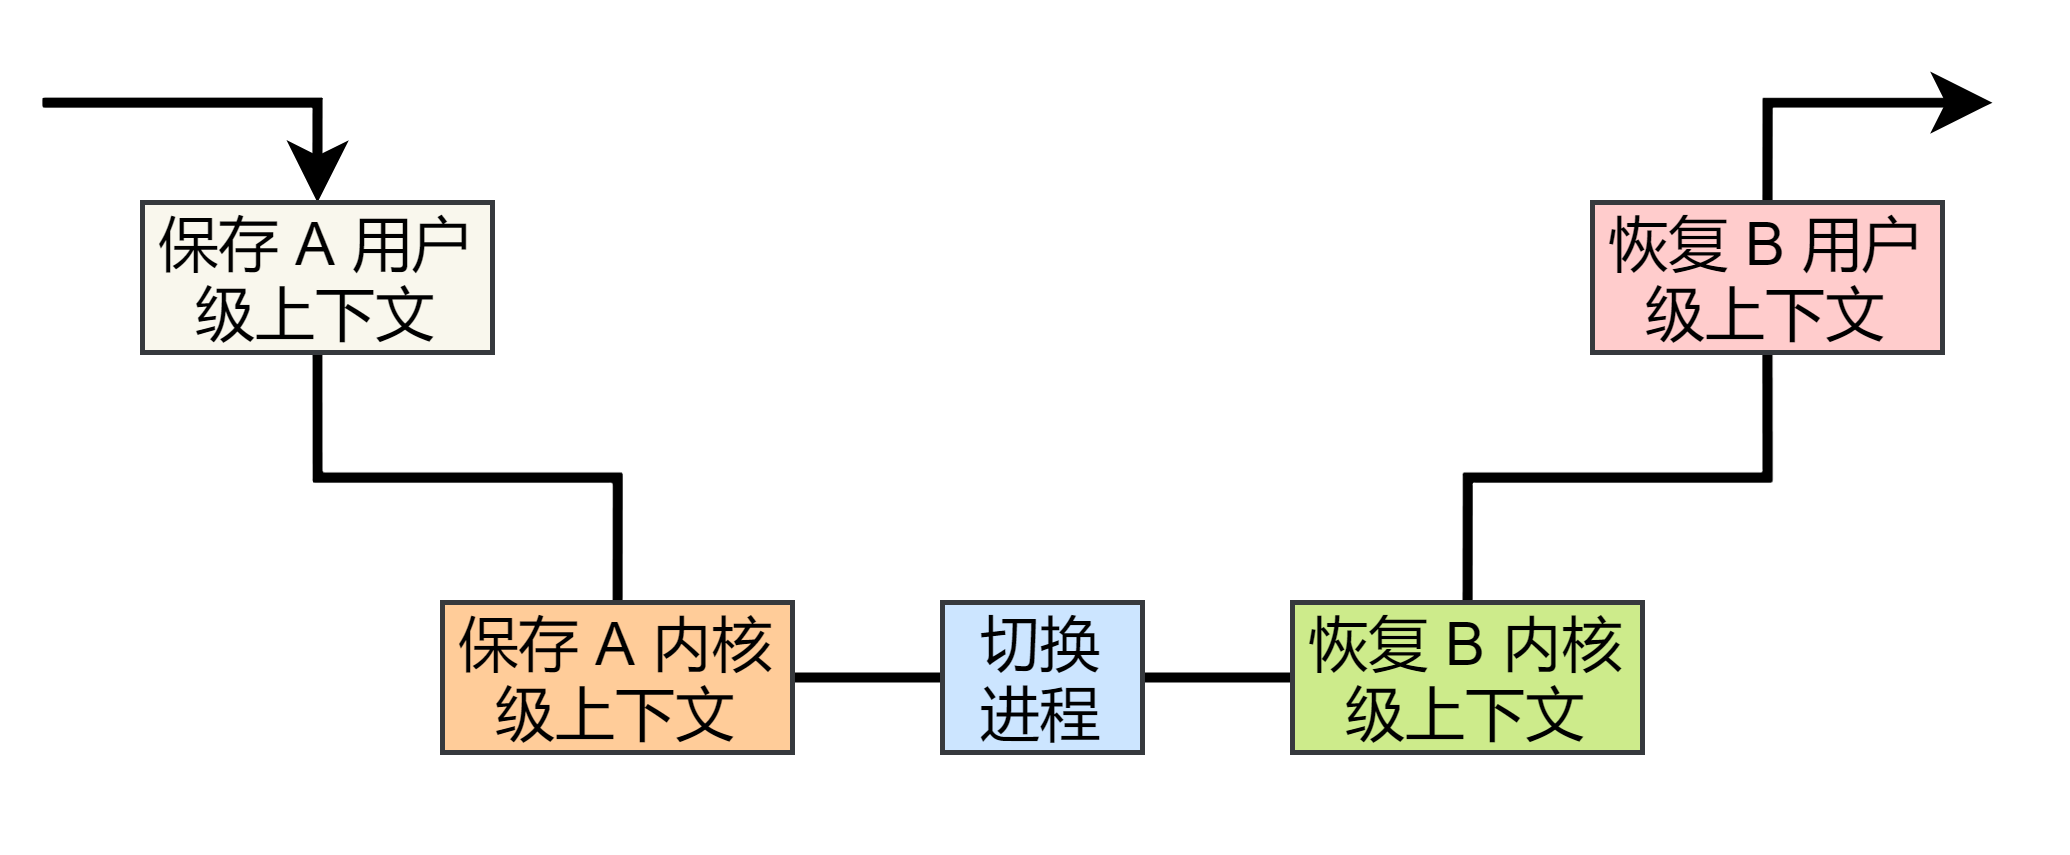 保存 A 用户
级上下文
保存 A 内核
级上下文
切换
进程
恢复 B 内核
级上下文
恢复 B 用户
级上下文